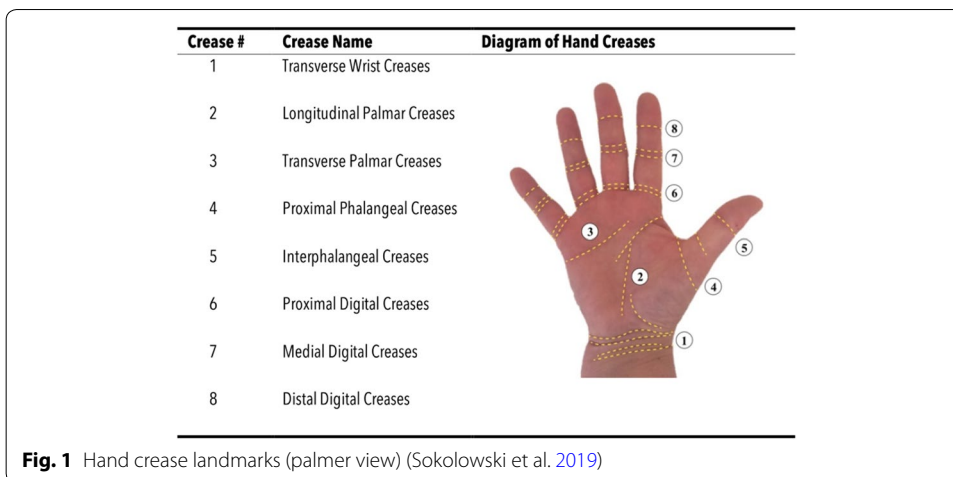 Crease # Crease Name Diagram of Hand Creases
1 Transverse Wrist Creases
2 Longitudinal Palmar Creases
3 Transverse Palmar Creases
4 Proximal Phalangeal Creases
5 Interphalangeal Creases
6 Proximal Digital Creases
7 Medial Digital Creases
8 Distal Digital Creases
8
7
6
3
5
2
4
1
Fig. 1 Hand crease landmarks (palmer view) (Sokolowski et al. 2019)